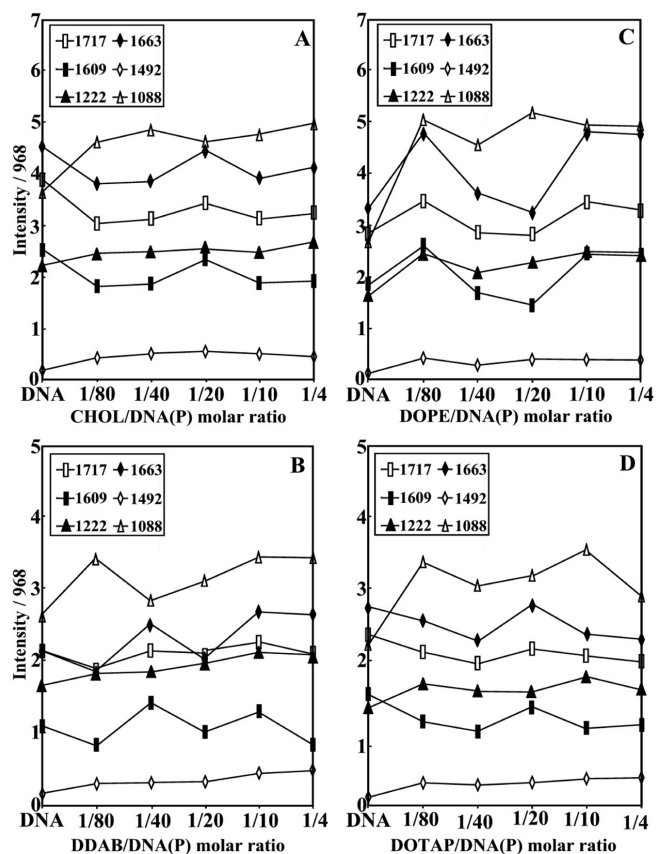 A
1717 1663
1609 1492
1222 1088
7
6
5
4
3
2
1
0
Intensity / 968
DNA 1/80 1/40 1/20 1/10 1/4
CHOL/DNA(P) molar ratio
C
1717 1663
1609 1492
1222 1088
7
6
5
4
3
2
1
0
DNA 1/80 1/40 1/20 1/10 1/4
DOPE/DNA(P) molar ratio
B
1717 1663
1609 1492
1222 1088
5
4
3
2
1
0
Intensity / 968
DNA 1/80 1/40 1/20 1/10 1/4
DDAB/DNA(P) molar ratio
D
1717 1663
1609 1492
1222 1088
5
4
3
2
1
0
DNA 1/80 1/40 1/20 1/10 1/4
DOTAP/DNA(P) molar ratio